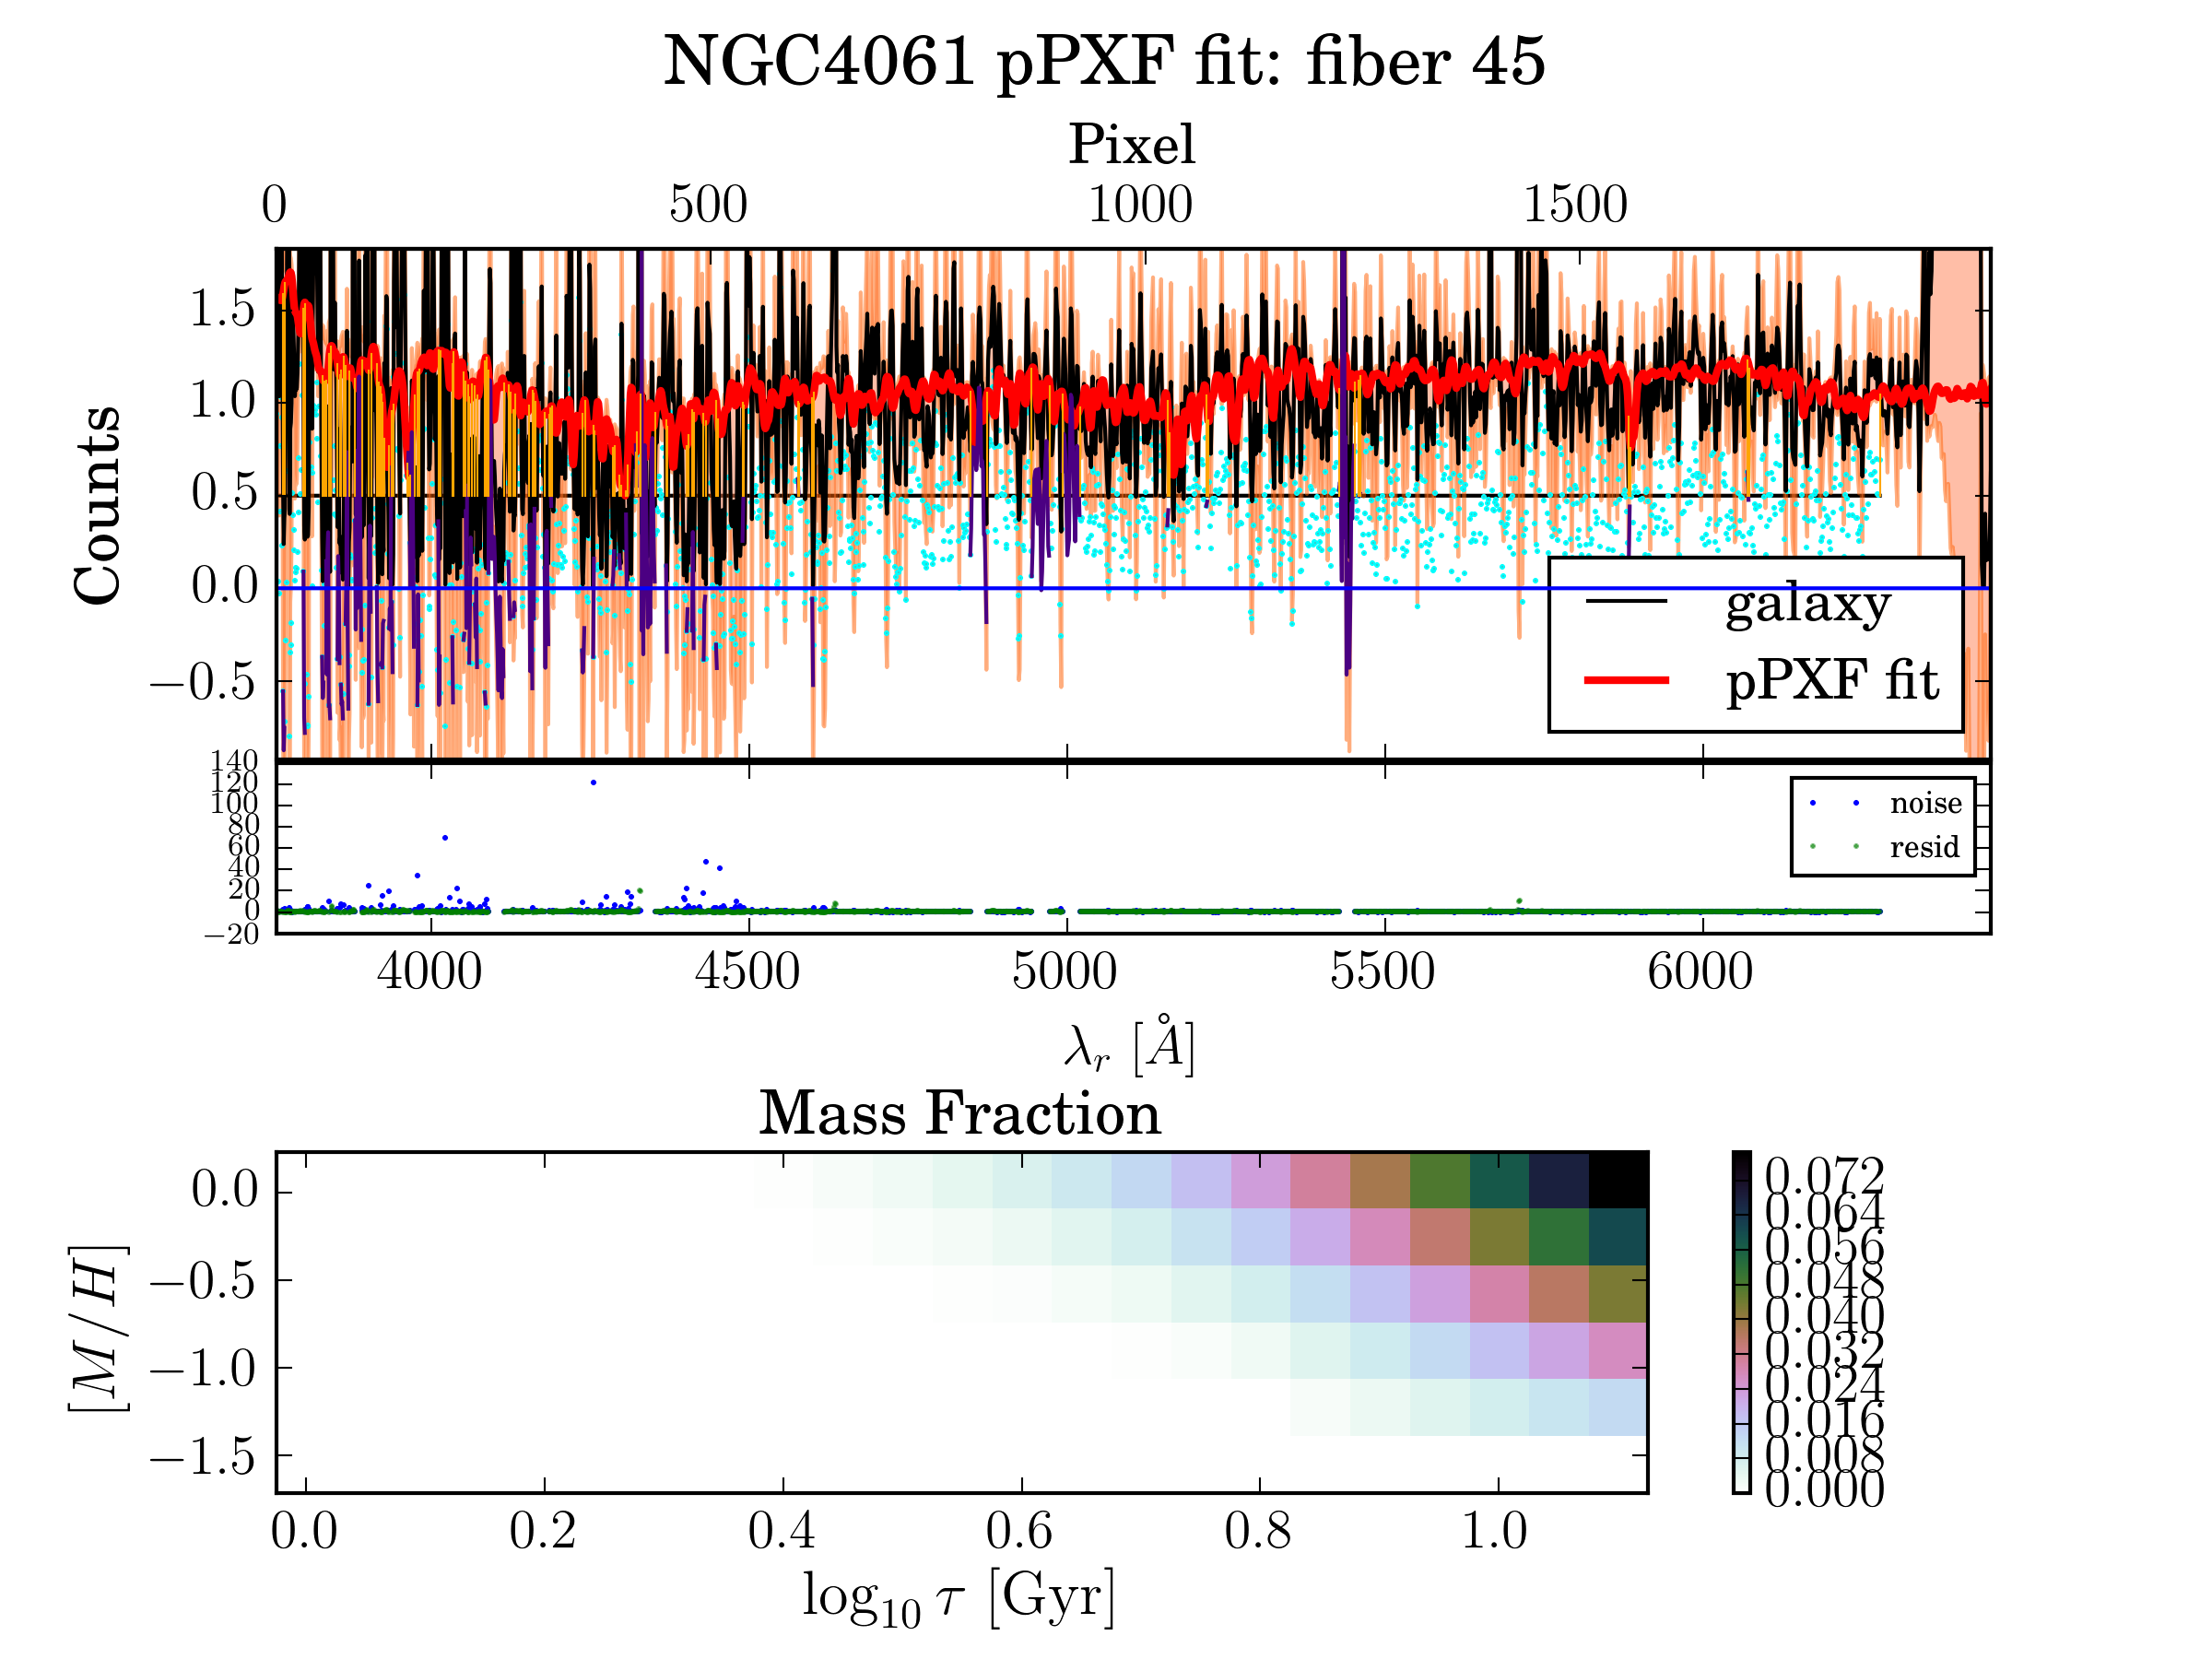 NGC4061 pPXF fit: fiber 45
Pixel
0 500 1000 1500
Counts
1.5
1.0
0.5
0.0
−0.5
galaxy
pPXF fit
140
120
100
80
60
40
20
0
−20
noise
resid
4000 4500 5000 5500 6000
λr [Å]
Mass Fraction
[M/H]
0.0
−0.5
−1.0
−1.5
0.072
0.064
0.056
0.048
0.040
0.032
0.024
0.016
0.008
0.000
0.0 0.2 0.4 0.6 0.8 1.0
log10 τ [Gyr]